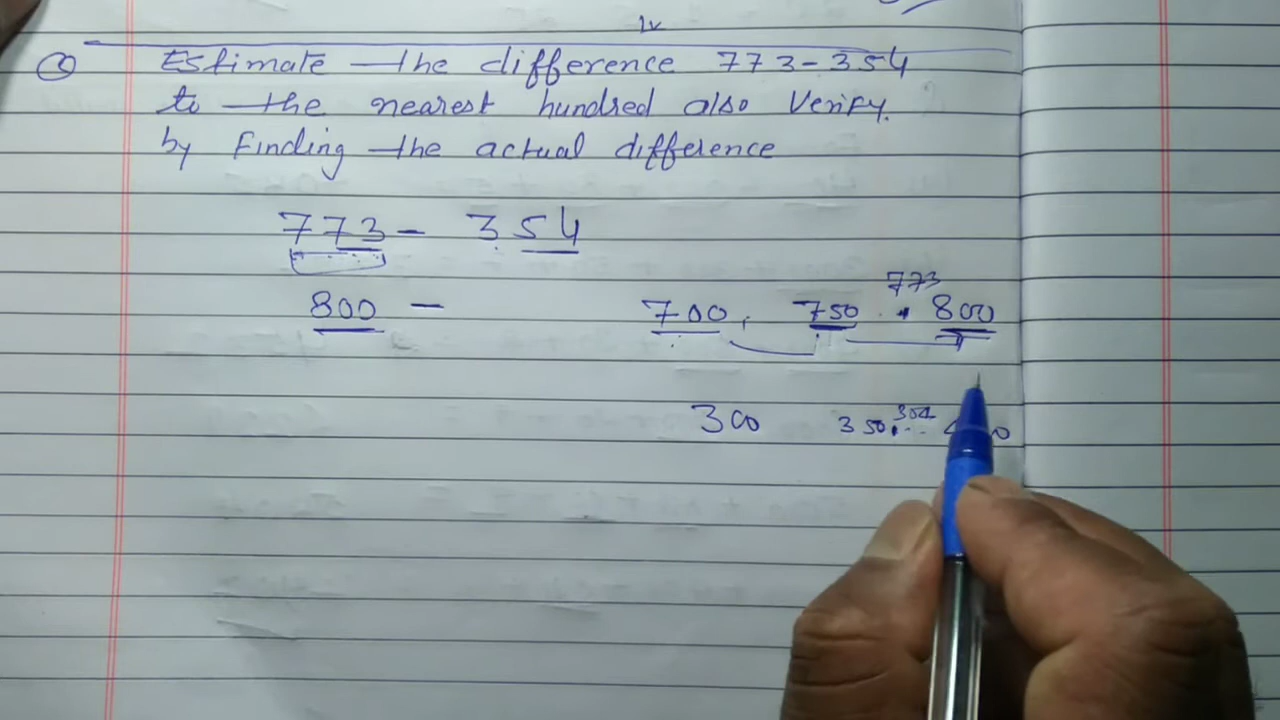 Estimate the difference 773-354
to the nearest hundred also Verify.
by Finding the actual difference
773 - 354
773
800 - 700, 750 800
354
300 350